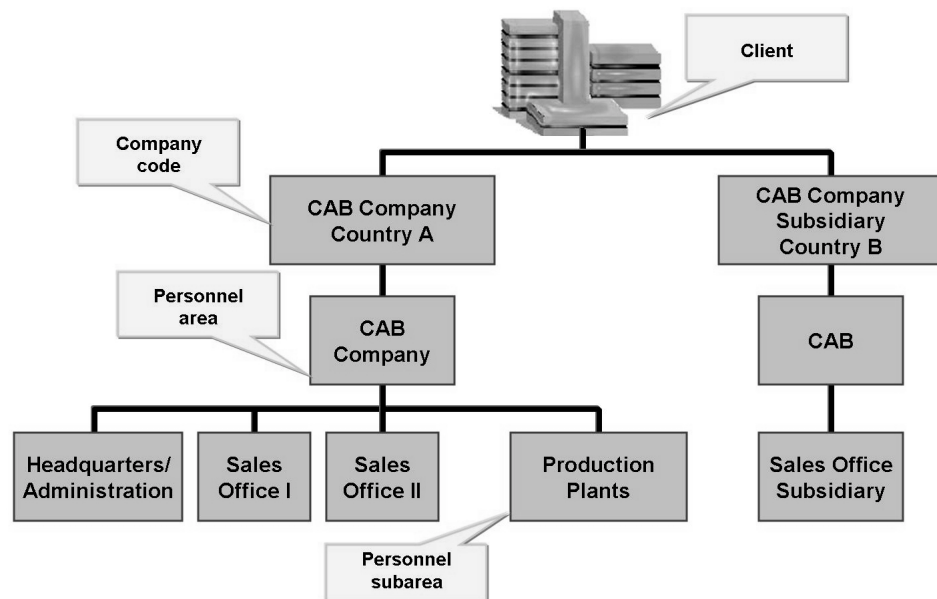 Client
Company
code
CAB Company
Country A
CAB Company
Subsidiary
Country B
Personnel
area
CAB
Company
CAB
Headquarters/
Administration
Sales
Office I
Sales
Office II
Production
Plants
Sales Office
Subsidiary
Personnel
subarea